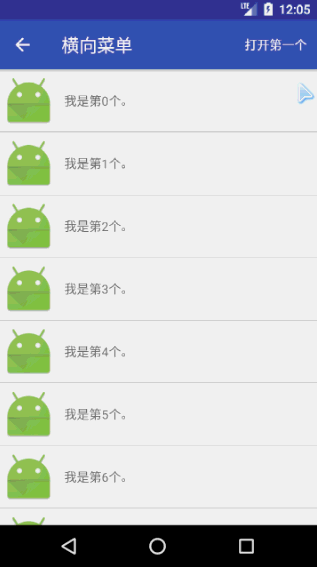 LTE 12:05
横向菜单 打开第一个
我是第0个。
我是第1个。
我是第2个。
我是第3个。
我是第4个。
我是第5个。
我是第6个。